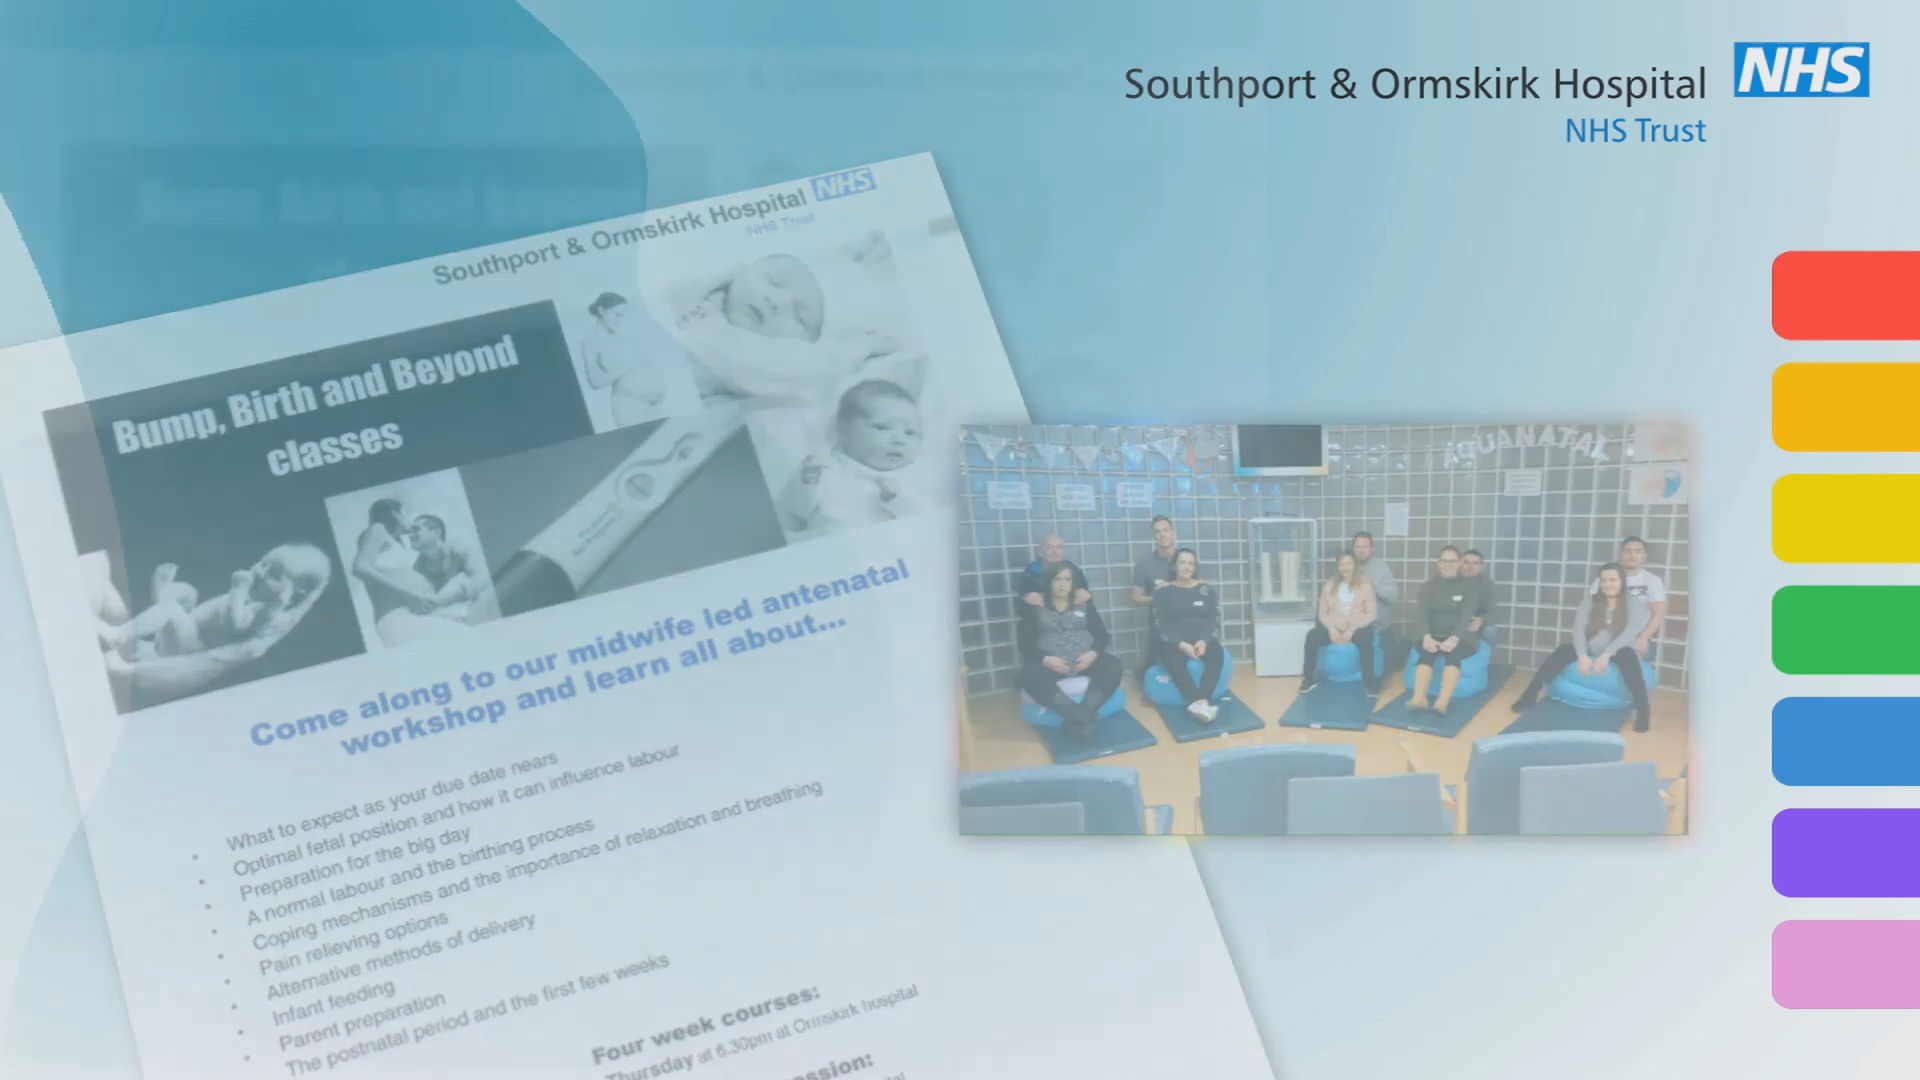 Southport & Ormskirk Hospital NHS
NHS Trust
Southport & Ormskirk Hospital NHS
NHS Trust
Bump, Birth and Beyond
classes
Come along to our midwife led antenatal
workshop and learn all about...
• What to expect as your due date nears
• Optimal fetal position and how it can influence labour
• Preparation for the big day
• A normal labour and the birthing process
• Coping mechanisms and the importance of relaxation and breathing
• Pain relieving options
• Alternative methods of delivery
• Infant feeding
• Parent preparation
• The postnatal period and the first few weeks
Four week courses:
Thursday at 6.30pm at Ormskirk hospital
AQUANATAL